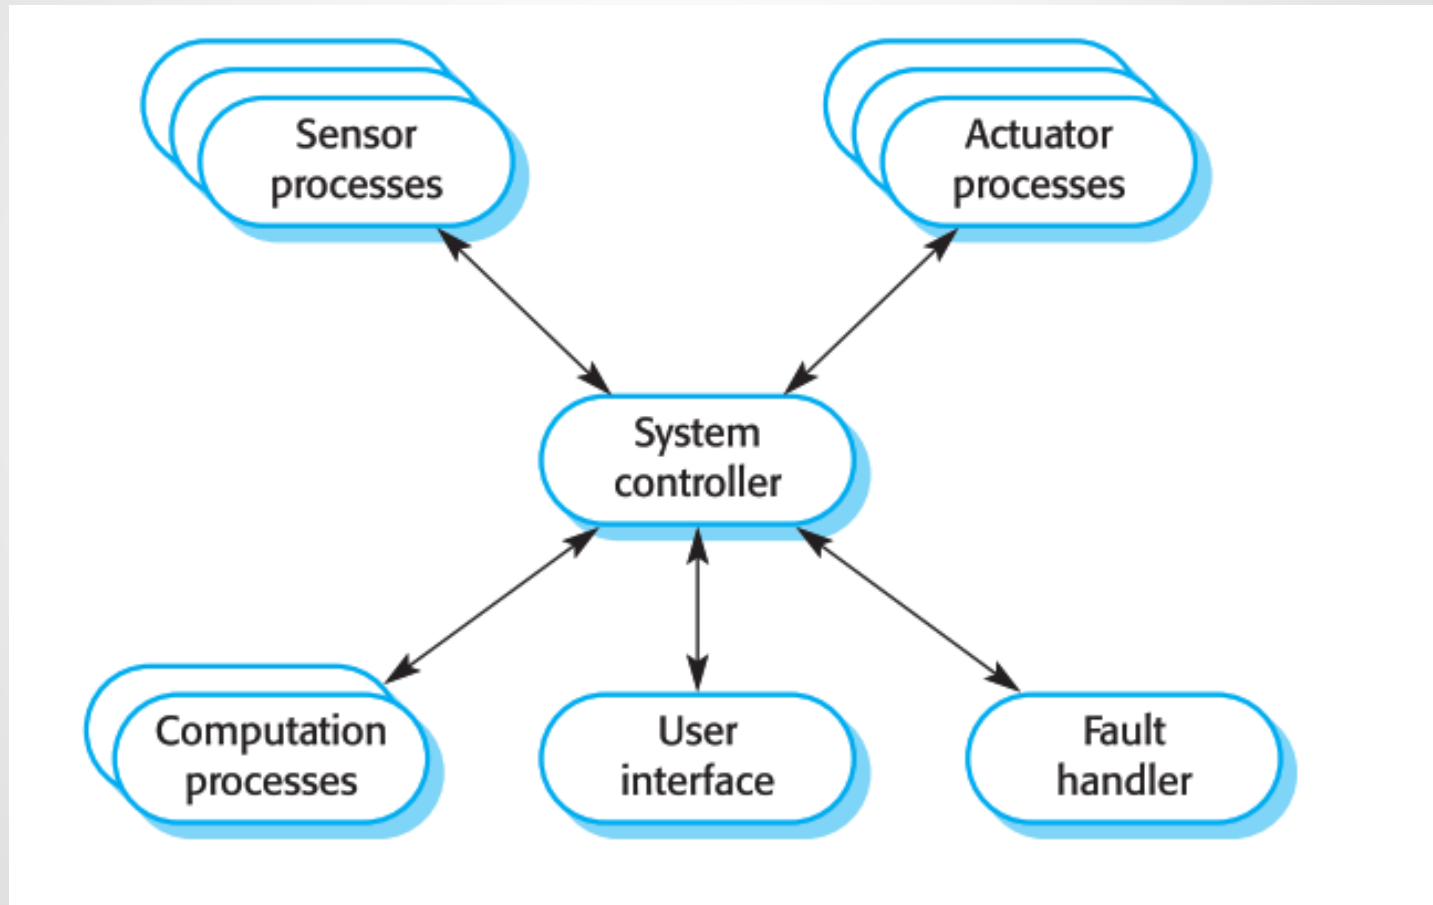 Sensor
processes
Actuator
processes
System
controller
Computation
processes
User
interface
Fault
handler